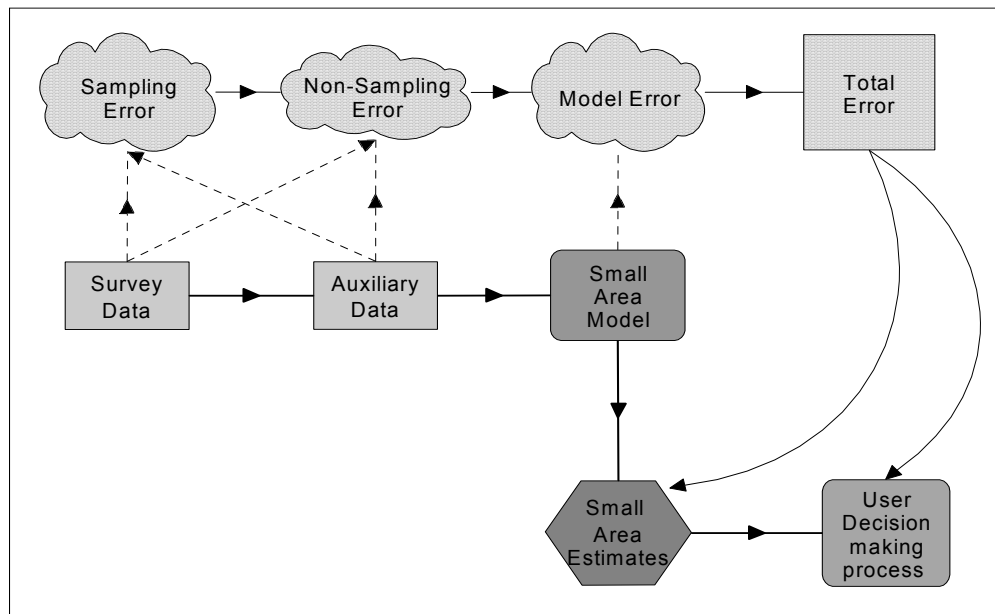 Sampling
Error
Non-Sampling
Error
Model Error
Total
Error
Survey
Data
Auxiliary
Data
Small
Area
Model
Small
Area
Estimates
User
Decision
making
process